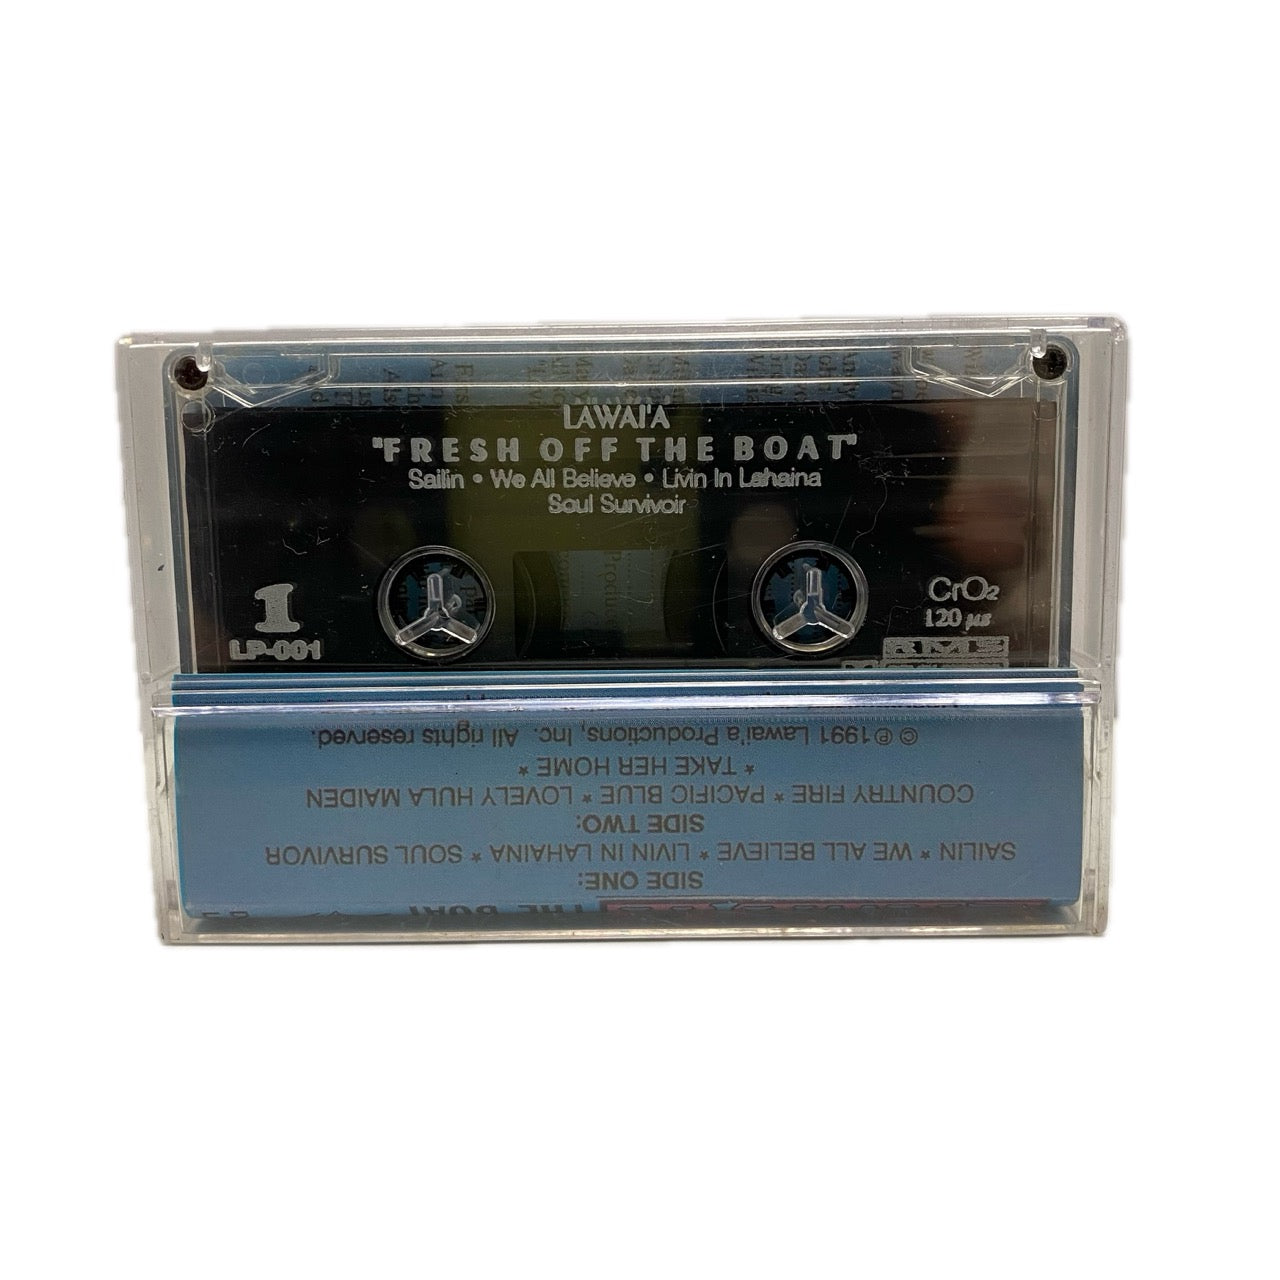 LAWAI'A
"FRESH OFF THE BOAT"
Sailin • We All Believe • Livin In Lahaina
Soul Survivoir
1
LP-001
CrO2
120 µs
SIDE ONE:
SAILIN * WE ALL BELIEVE * LIVIN IN LAHAINA * SOUL SURVIVOR
SIDE TWO:
COUNTRY FIRE * PACIFIC BLUE * LOVELY HULA MAIDEN
* TAKE HER HOME *
© ℗ 1991 Lawai'a Productions, Inc. All rights reserved.
THE BOAT